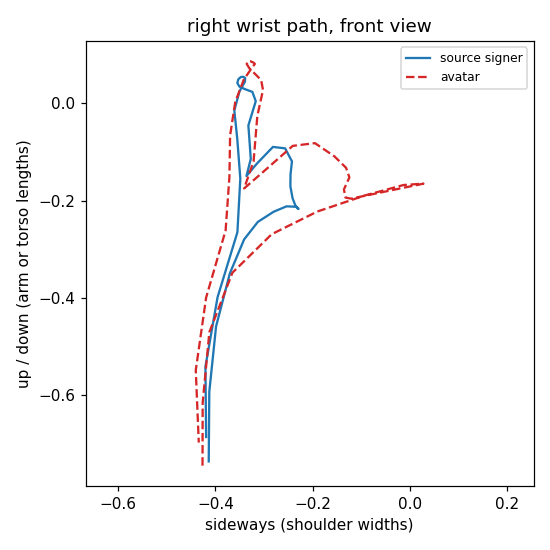 right wrist path, front view
source signer
avatar
up / down (arm or torso lengths)
0.0
−0.2
−0.4
−0.6
−0.6
−0.4
−0.2
0.0
0.2
sideways (shoulder widths)